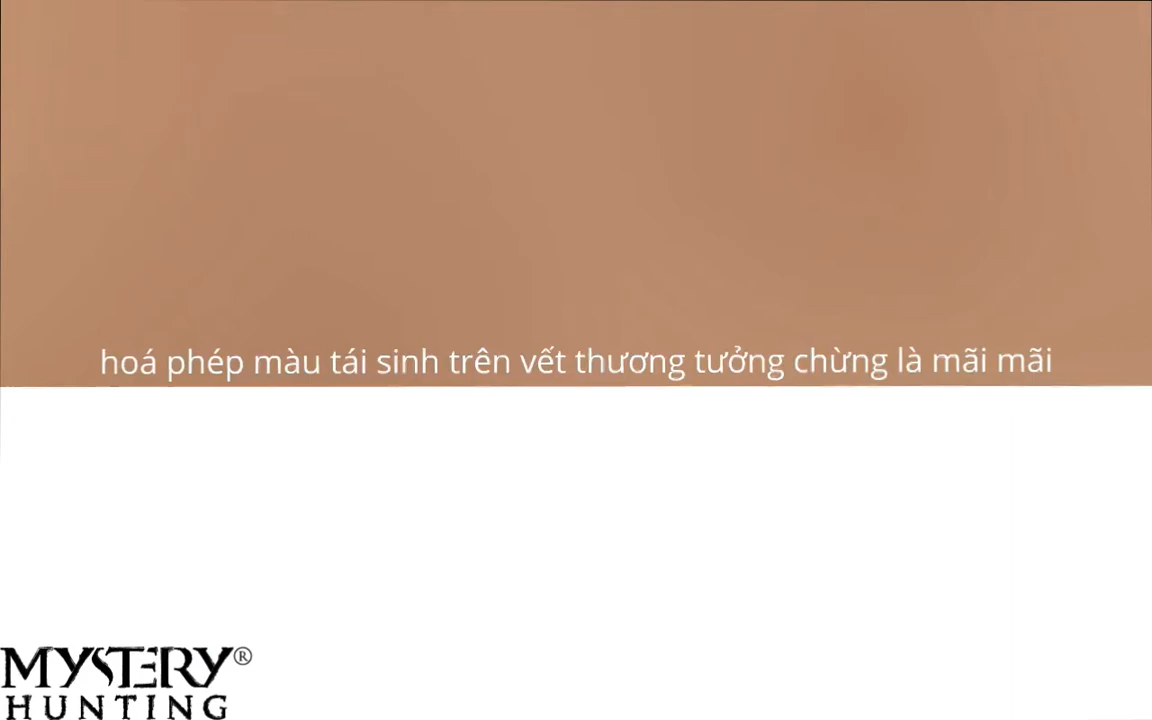 hoá phép màu tái sinh trên vết thương tưởng chừng là mãi mãi
MYSTERY®
HUNTING